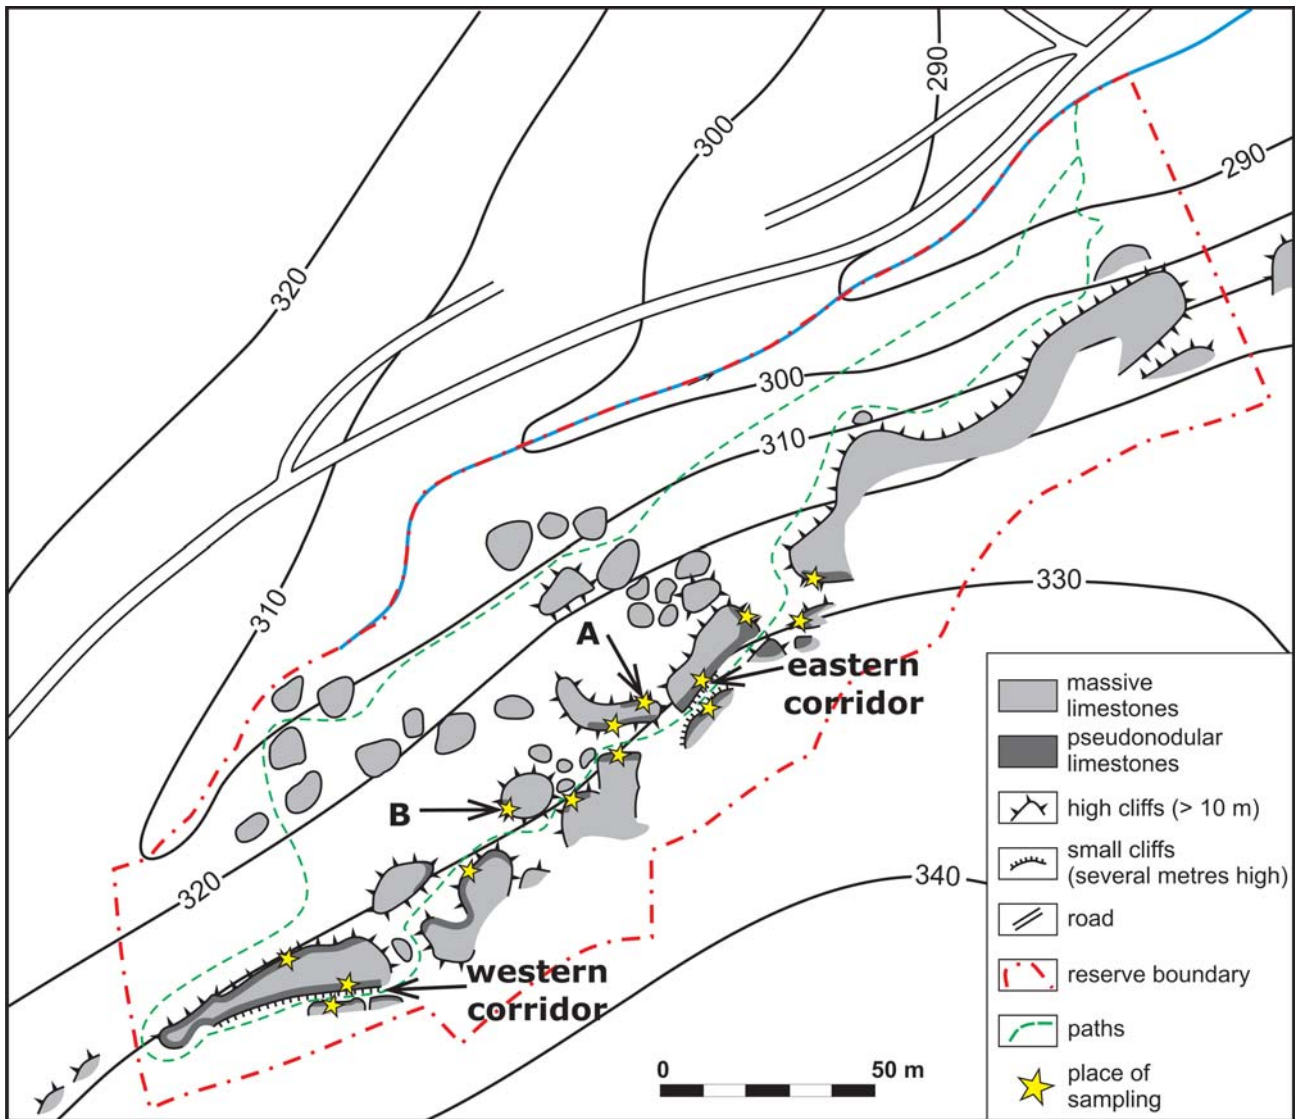 290
300
320
290
300
310
310
330
A
eastern
corridor
B
320
340
western
corridor
0 50 m
massive
limestones
pseudonodular
limestones
high cliffs (> 10 m)
small cliffs
(several metres high)
road
reserve boundary
paths
place of
sampling